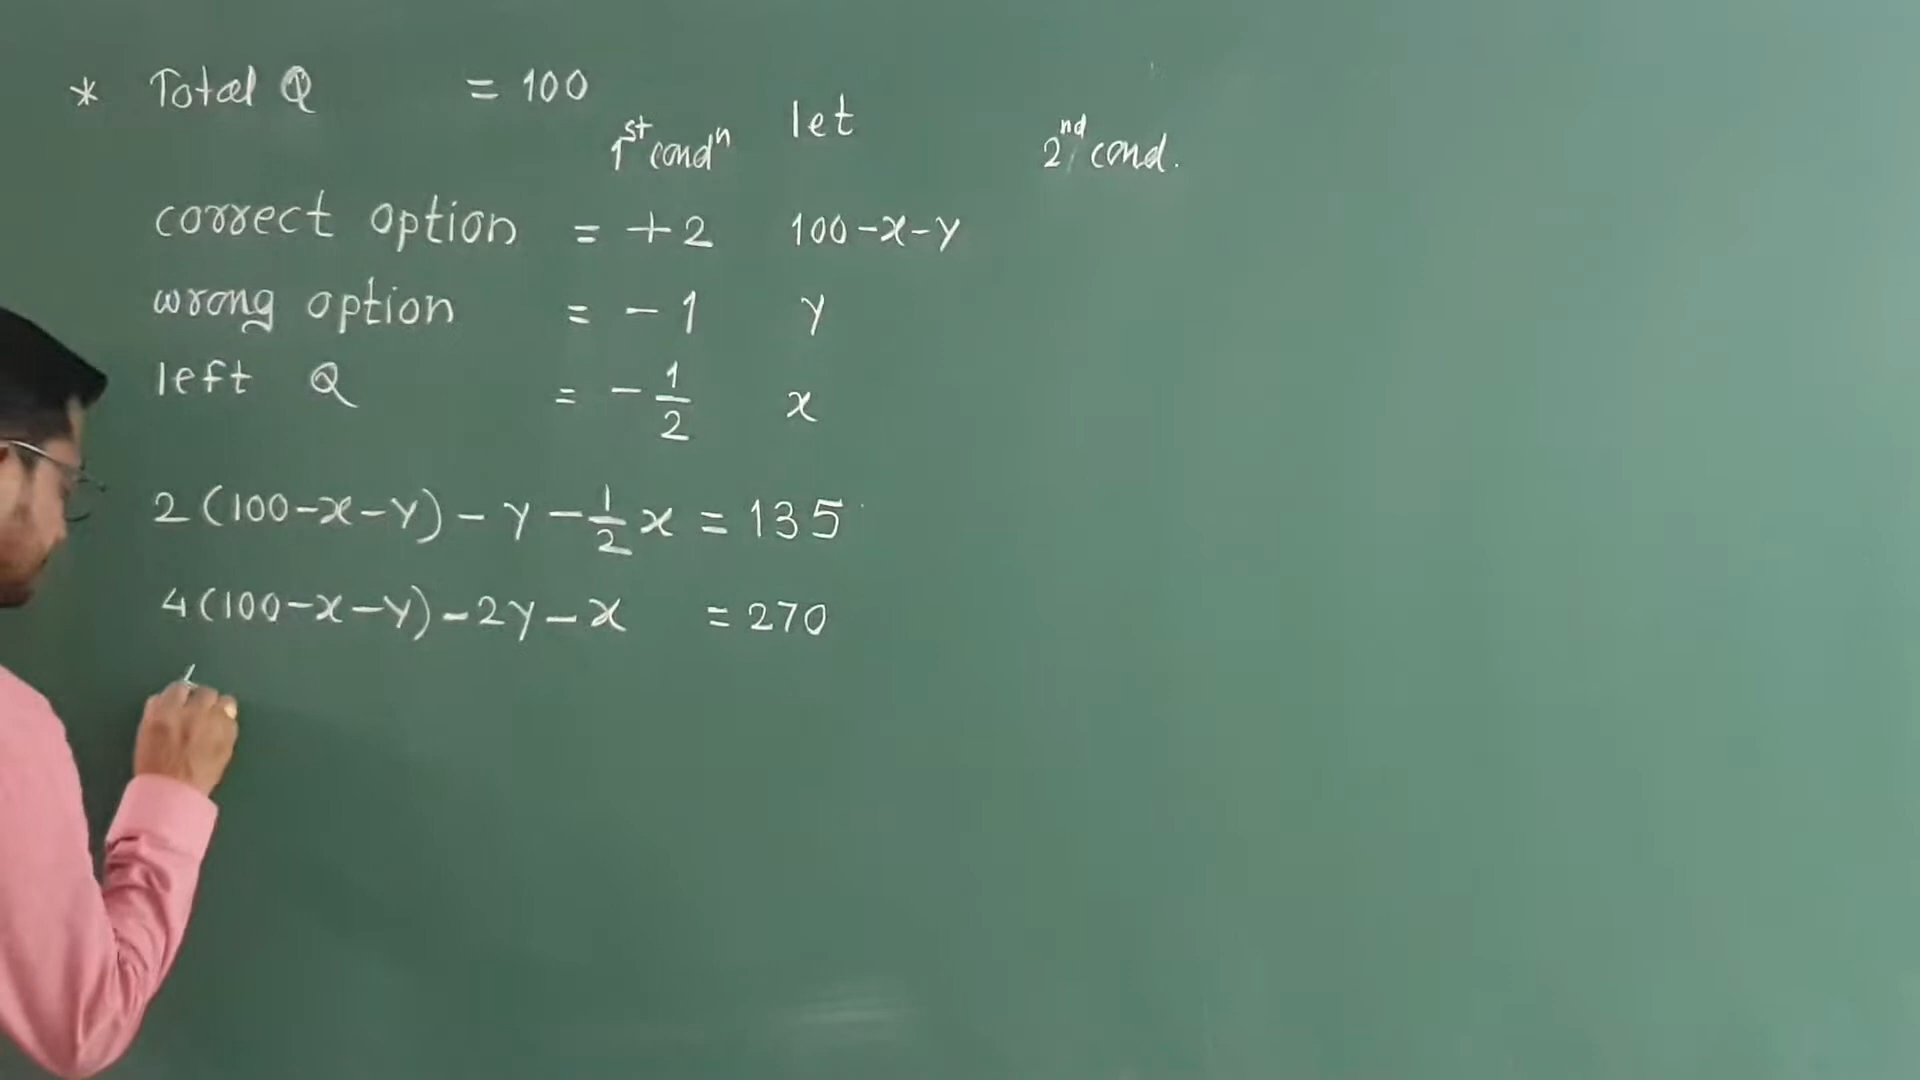 * Total Q = 100
let
1st condn 2nd cond.
correct option = +2 100-x-y
wrong option = -1 y
left Q = -1/2 x
2(100-x-y)-y-1/2x = 135
4(100-x-y)-2y-x = 270